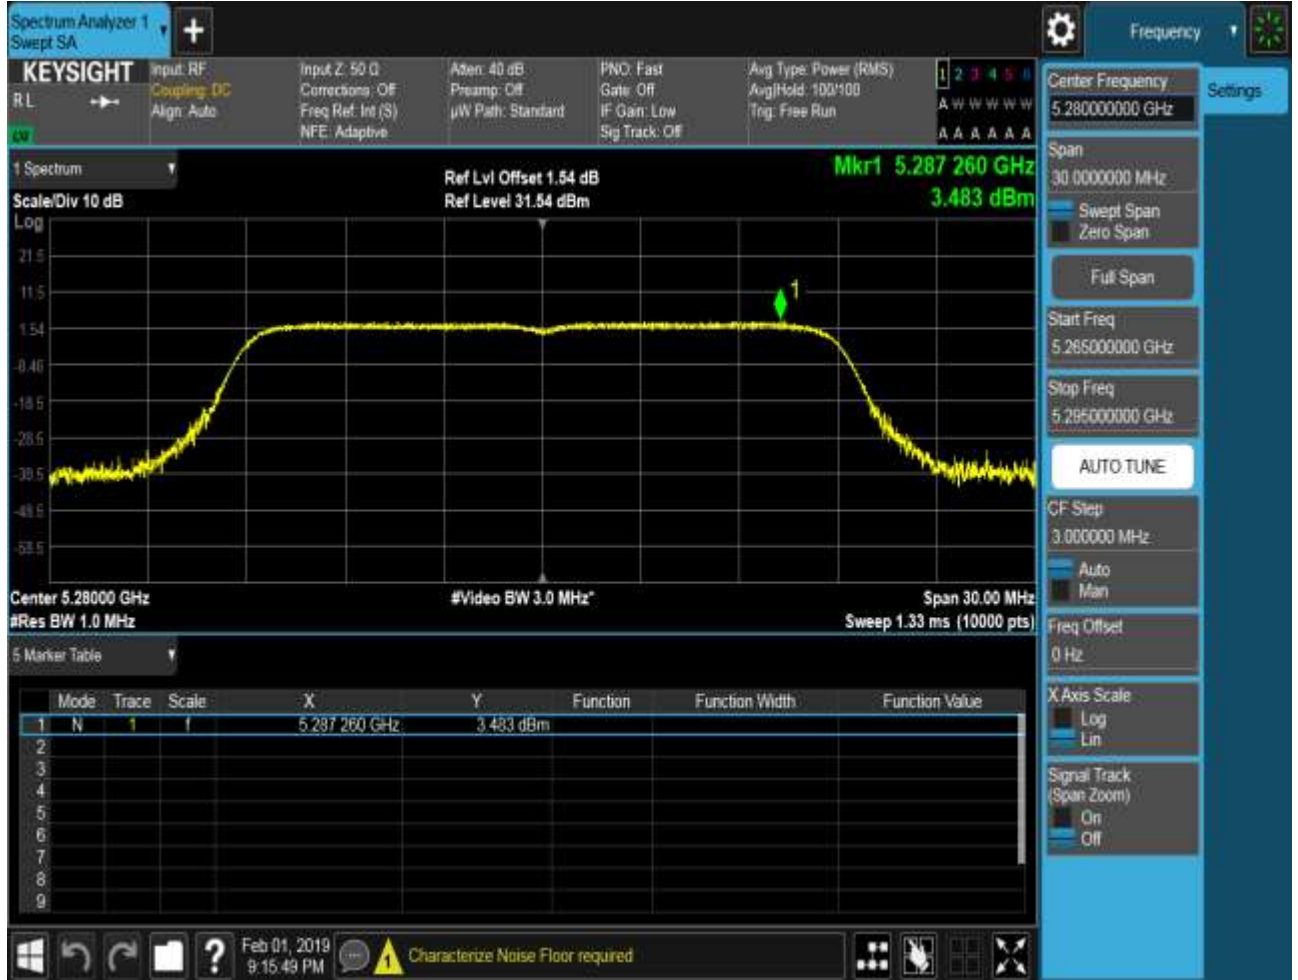 Spectrum Analyzer 1
Swept SA
Frequency
KEYSIGHT
Input: RF
Coupling: DC
Align: Auto
Input Z: 50 Ω
Corrections: Off
Freq Ref: Int (S)
NFE: Adaptive
Atten: 40 dB
Preamp: Off
µW Path: Standard
PNO: Fast
Gate: Off
IF Gain: Low
Sig Track: Off
Avg Type: Power (RMS)
Avg|Hold: 100/100
Trig: Free Run
1 2 3 4 5 6
A W W W W W
A A A A A A
R L
1 Spectrum
Scale/Div 10 dB
Ref Lvl Offset 1.54 dB
Ref Level 31.54 dBm
Mkr1 5.287 260 GHz
3.483 dBm
Log
21.5
11.5
1.54
-8.46
-18.5
-28.5
-38.5
-48.5
-58.5
1
Center 5.28000 GHz
#Video BW 3.0 MHz*
Span 30.00 MHz
#Res BW 1.0 MHz
Sweep 1.33 ms (10000 pts)
5 Marker Table
Mode Trace Scale X Y Function Function Width Function Value
1 N 1 f 5.287 260 GHz 3.483 dBm
2
3
4
5
6
7
8
9
Center Frequency
5.280000000 GHz
Settings
Span
30.0000000 MHz
Swept Span
Zero Span
Full Span
Start Freq
5.265000000 GHz
Stop Freq
5.295000000 GHz
AUTO TUNE
CF Step
3.000000 MHz
Auto
Man
Freq Offset
0 Hz
X Axis Scale
Log
Lin
Signal Track
(Span Zoom)
On
Off
?
Feb 01, 2019
9:15:49 PM
1
Characterize Noise Floor required